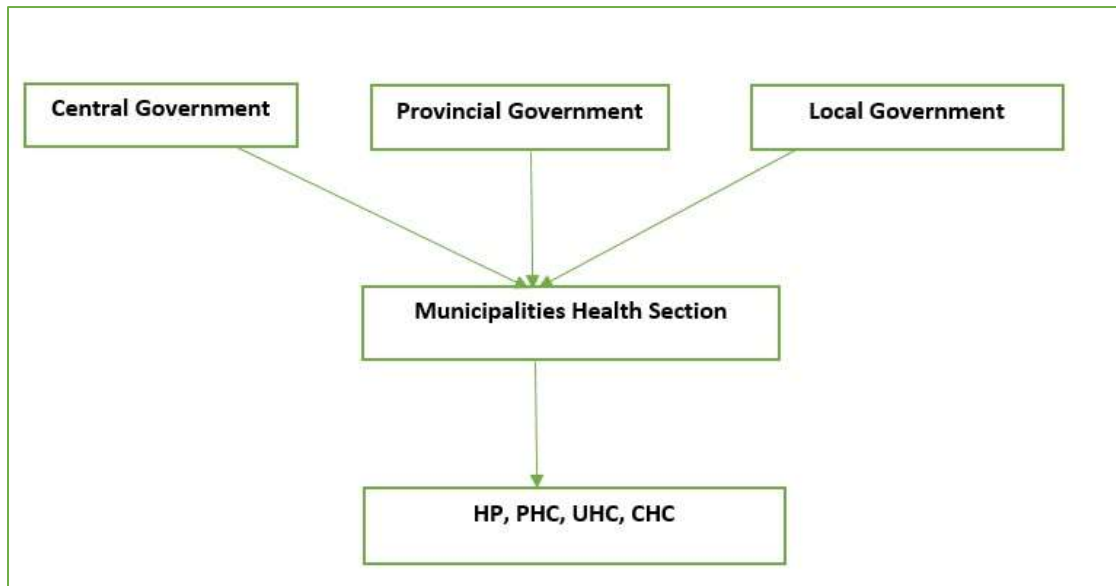 Central Government
Provincial Government
Local Government
Municipalities Health Section
HP, PHC, UHC, CHC